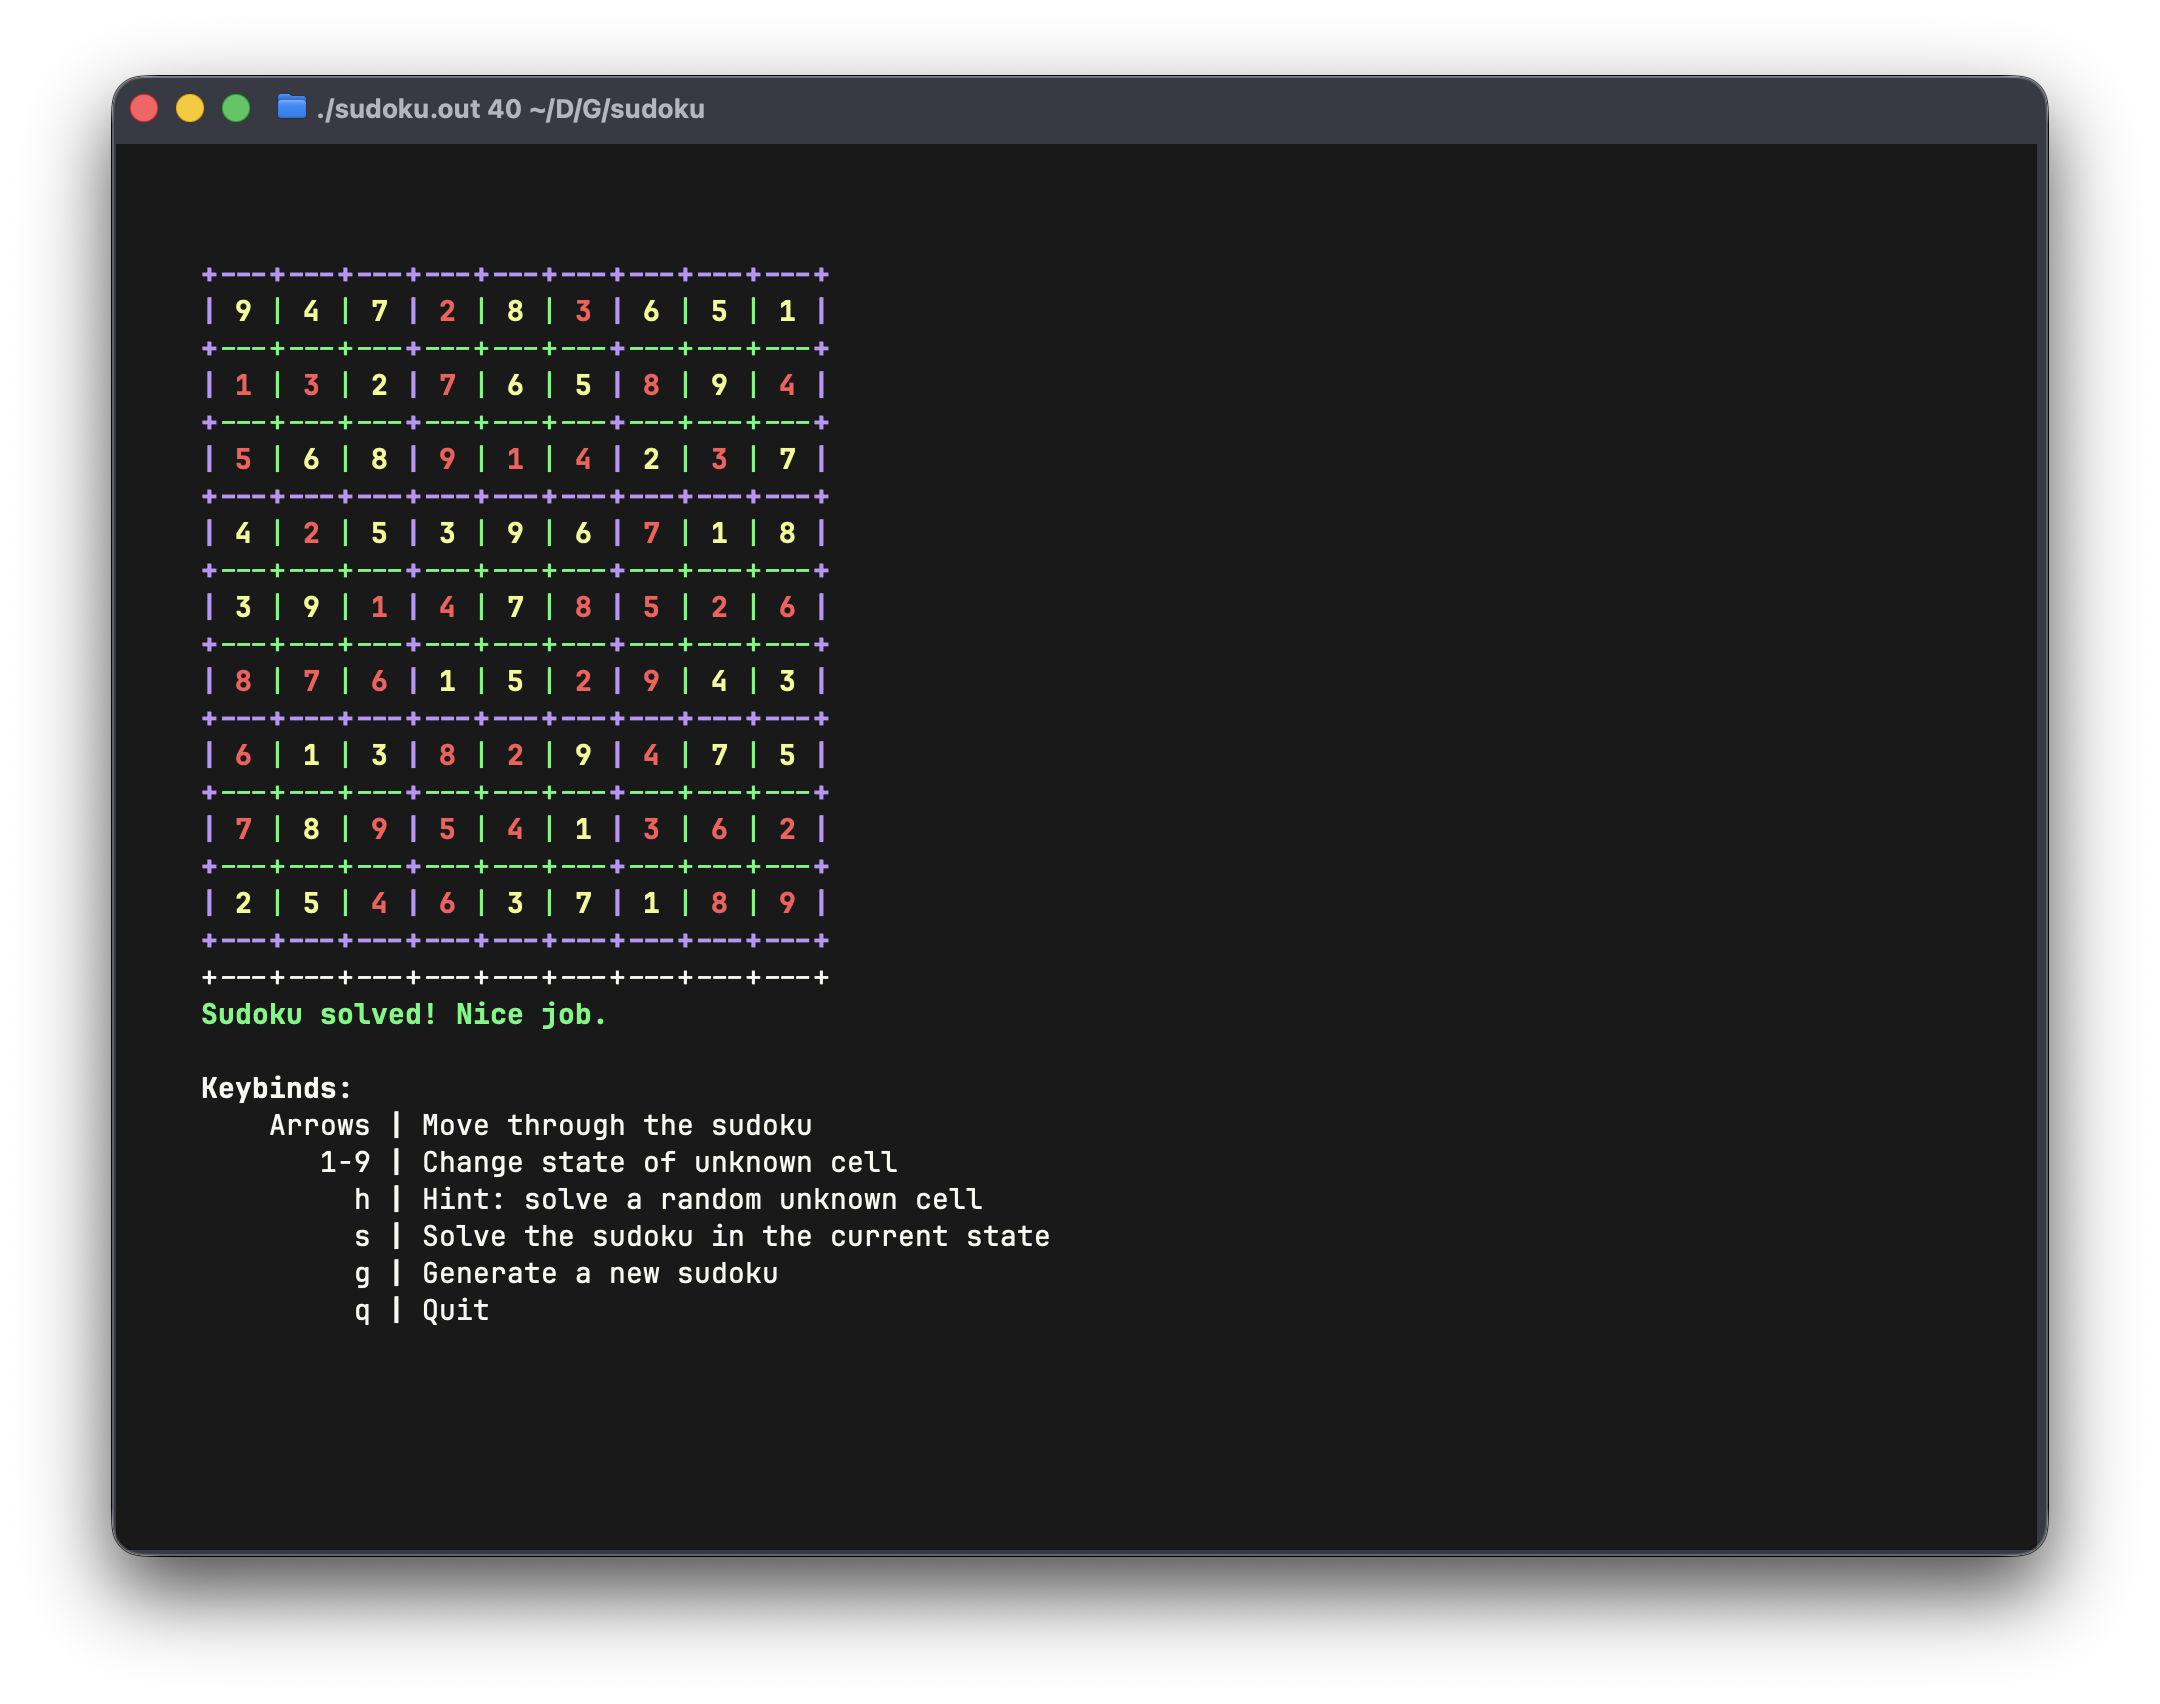 ./sudoku.out 40 ~/D/G/sudoku
+---+---+---+---+---+---+---+---+---+
| 9 | 4 | 7 | 2 | 8 | 3 | 6 | 5 | 1 |
+---+---+---+---+---+---+---+---+---+
| 1 | 3 | 2 | 7 | 6 | 5 | 8 | 9 | 4 |
+---+---+---+---+---+---+---+---+---+
| 5 | 6 | 8 | 9 | 1 | 4 | 2 | 3 | 7 |
+---+---+---+---+---+---+---+---+---+
| 4 | 2 | 5 | 3 | 9 | 6 | 7 | 1 | 8 |
+---+---+---+---+---+---+---+---+---+
| 3 | 9 | 1 | 4 | 7 | 8 | 5 | 2 | 6 |
+---+---+---+---+---+---+---+---+---+
| 8 | 7 | 6 | 1 | 5 | 2 | 9 | 4 | 3 |
+---+---+---+---+---+---+---+---+---+
| 6 | 1 | 3 | 8 | 2 | 9 | 4 | 7 | 5 |
+---+---+---+---+---+---+---+---+---+
| 7 | 8 | 9 | 5 | 4 | 1 | 3 | 6 | 2 |
+---+---+---+---+---+---+---+---+---+
| 2 | 5 | 4 | 6 | 3 | 7 | 1 | 8 | 9 |
+---+---+---+---+---+---+---+---+---+
+---+---+---+---+---+---+---+---+---+
Sudoku solved! Nice job.
Keybinds:
Arrows | Move through the sudoku
1-9 | Change state of unknown cell
h | Hint: solve a random unknown cell
s | Solve the sudoku in the current state
g | Generate a new sudoku
q | Quit